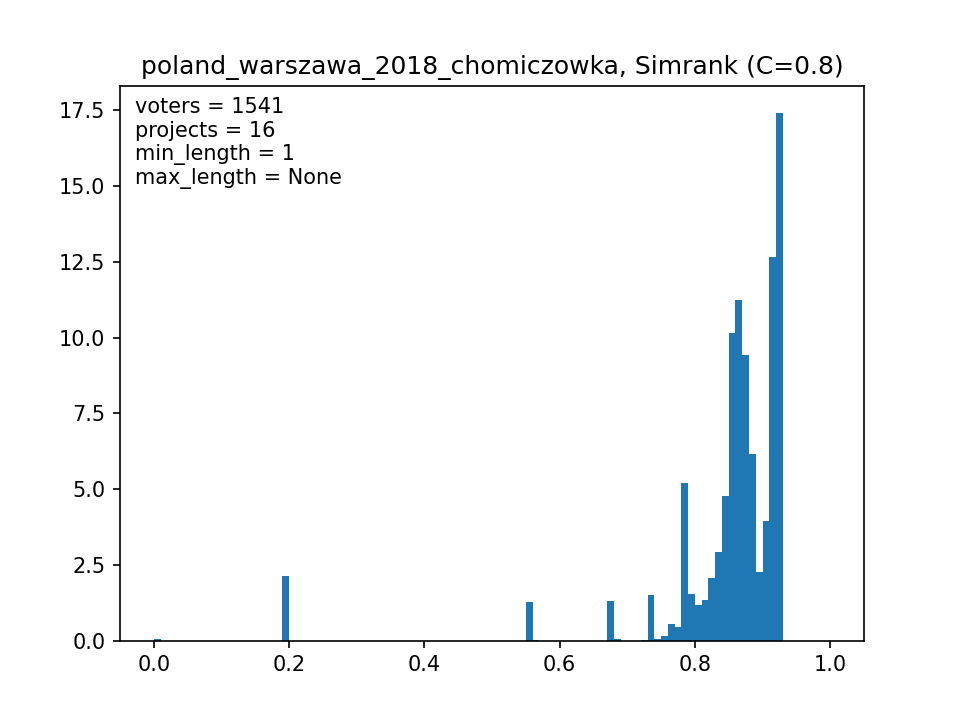 poland_warszawa_2018_chomiczowka, Simrank (C=0.8)
voters = 1541
projects = 16
min_length = 1
max_length = None
17.5
15.0
12.5
10.0
7.5
5.0
2.5
0.0
0.0 0.2 0.4 0.6 0.8 1.0